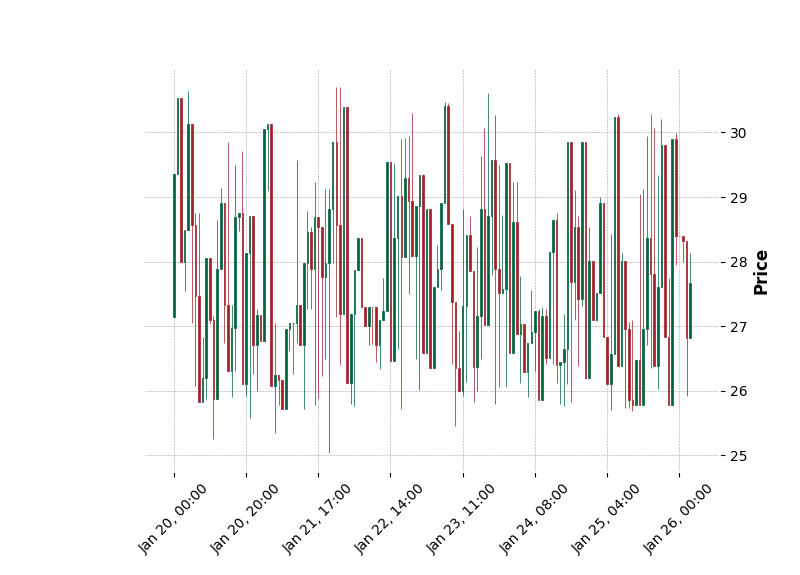 30
29
28
27
26
25
Price
Jan 20, 00:00
Jan 20, 20:00
Jan 21, 17:00
Jan 22, 14:00
Jan 23, 11:00
Jan 24, 08:00
Jan 25, 04:00
Jan 26, 00:00